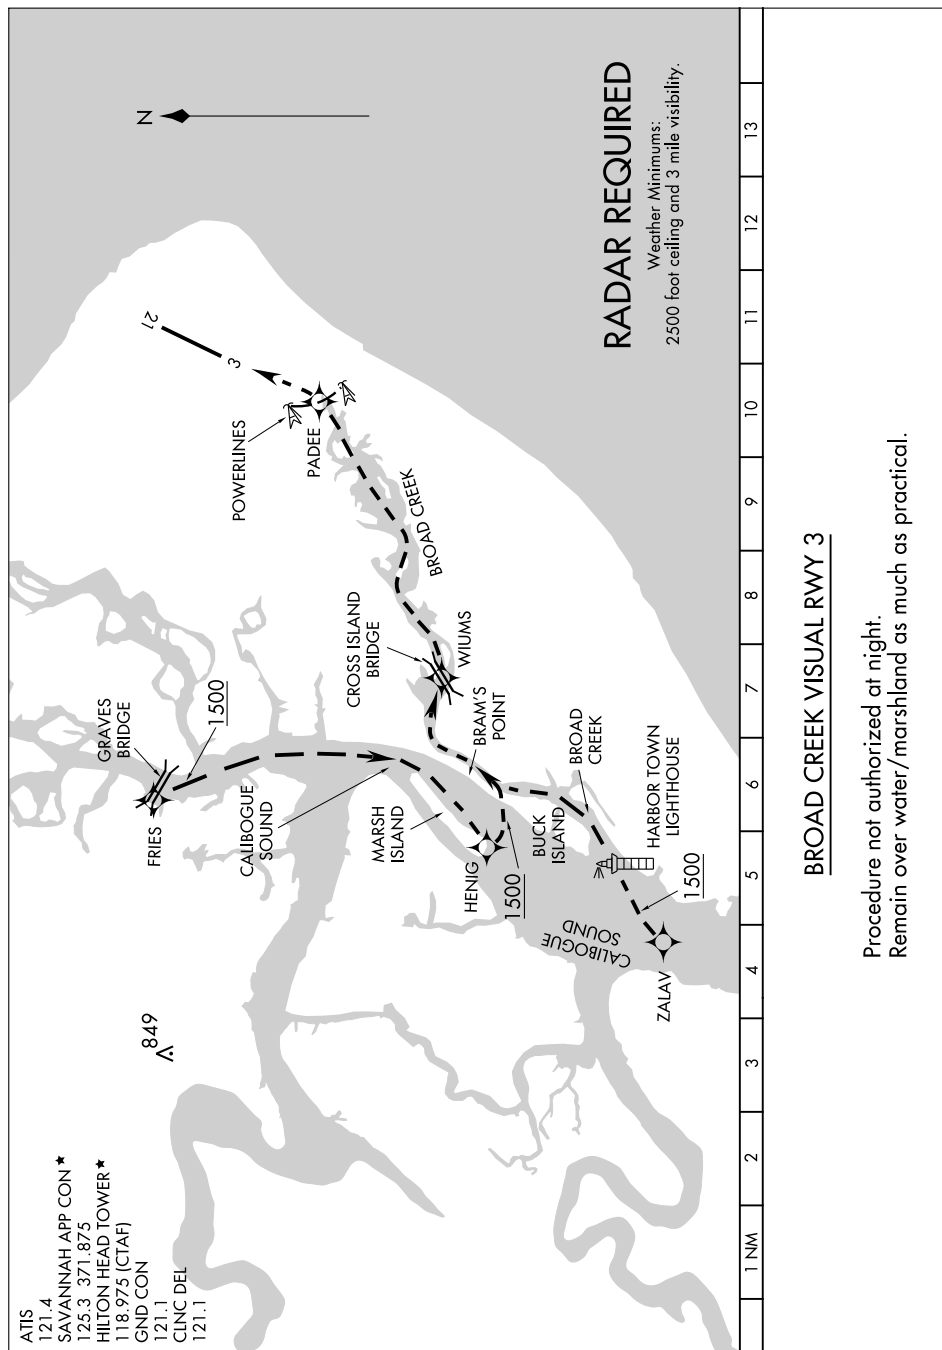 ATIS
121.4
SAVANNAH APP CON★
125.3 371.875
HILTON HEAD TOWER★
118.975 (CTAF)
GND CON
121.1
CLNC DEL
121.1
849
N
21
3
POWERLINES
PADEE
BROAD CREEK
GRAVES
BRIDGE
1500
FRIES
CALIBOGUE
SOUND
CROSS ISLAND
BRIDGE
WIUMS
BRAM'S
POINT
MARSH
ISLAND
HENIG
1500
BUCK
ISLAND
BROAD
CREEK
HARBOR TOWN
LIGHTHOUSE
1500
CALIBOGUE
SOUND
ZALAV
RADAR REQUIRED
Weather Minimums:
2500 foot ceiling and 3 mile visibility.
1 NM 2 3 4 5 6 7 8 9 10 11 12 13
BROAD CREEK VISUAL RWY 3
Procedure not authorized at night.
Remain over water/marshland as much as practical.